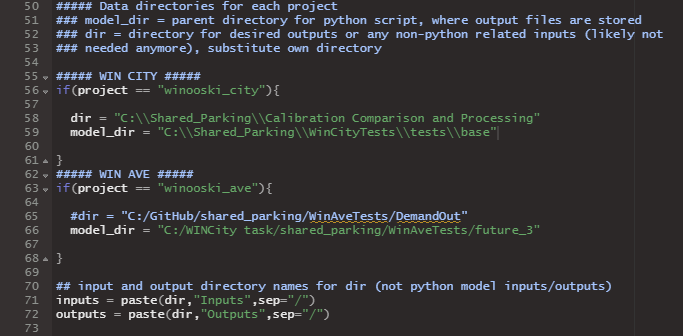 50 ##### Data directories for each project
51 ### model_dir = parent directory for python script, where output files are stored
52 ### dir = directory for desired outputs or any non-python related inputs (likely not
53 ### needed anymore), substitute own directory
54
55 ##### WIN CITY #####
56 if(project == "winooski_city"){
57
58 dir = "C:\\Shared_Parking\\Calibration Comparison and Processing"
59 model_dir = "C:\\Shared_Parking\\WinCityTests\\tests\\base"
60
61 }
62 ##### WIN AVE #####
63 if(project == "winooski_ave"){
64
65 #dir = "C:/GitHub/shared_parking/WinAveTests/DemandOut"
66 model_dir = "C:/WINCity task/shared_parking/WinAveTests/future_3"
67
68 }
69
70 ## input and output directory names for dir (not python model inputs/outputs)
71 inputs = paste(dir,"Inputs",sep="/")
72 outputs = paste(dir,"Outputs",sep="/")
73